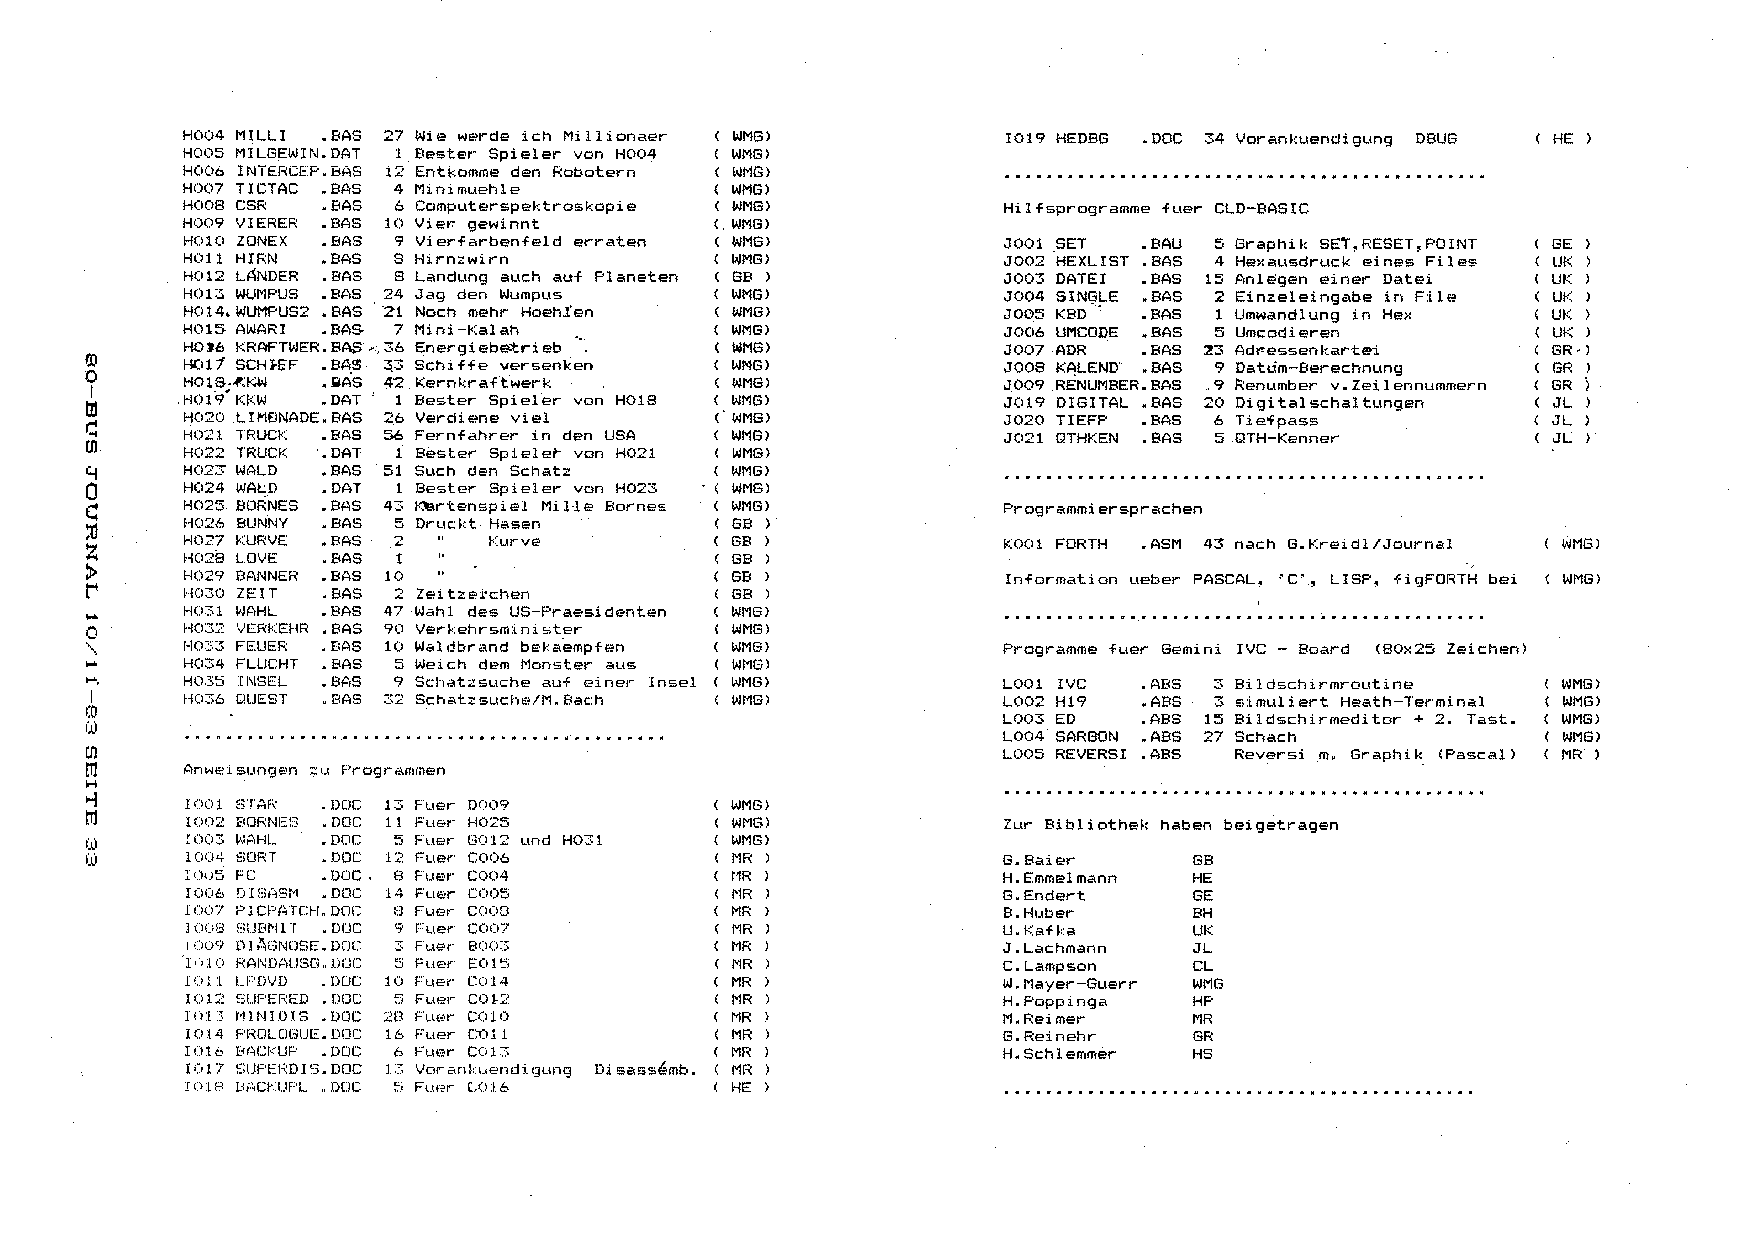 H004 MILLI   .BAS  27 Wie werde ich Millionaer    ( WMG)
H005 MILGEWIN.DAT   1 Bester Spieler von H004     ( WMG)
H006 INTERCEP.BAS  12 Entkomme den Robotern       ( WMG)
H007 TICTAC  .BAS   4 Minimuehle                  ( WMG)
H008 CSR     .BAS   6 Computerspektroskopie       ( WMG)
H009 VIERER  .BAS  10 Vier gewinnt                ( WMG)
H010 ZONEX   .BAS   9 Vierfarbenfeld erraten      ( WMG)
H011 HIRN    .BAS   8 Hirnzwirn                   ( WMG)
H012 LANDER  .BAS   8 Landung auch auf Planeten   ( GB )
H013 WUMPUS  .BAS  24 Jag den Wumpus              ( WMG)
H014 WUMPUS2 .BAS  21 Noch mehr Hoehlen           ( WMG)
H015 AWARI   .BAS   7 Mini-Kalah                  ( WMG)
H016 KRAFTWER.BAS  36 Energiebetrieb              ( WMG)
H017 SCHIFF  .BAS  33 Schiffe versenken           ( WMG)
H018 KKW     .BAS  42 Kernkraftwerk               ( WMG)
H019 KKW     .DAT   1 Bester Spieler von H018     ( WMG)
H020 LIMONADE.BAS  26 Verdiene viel               ( WMG)
H021 TRUCK   .BAS  56 Fernfahrer in den USA       ( WMG)
H022 TRUCK   .DAT   1 Bester Spieler von H021     ( WMG)
H023 WALD    .BAS  51 Such den Schatz             ( WMG)
H024 WALD    .DAT   1 Bester Spieler von H023     ( WMG)
H025 BORNES  .BAS  43 Kartenspiel Mille Bornes    ( WMG)
H026 BUNNY   .BAS   5 Druckt Hasen                ( GB )
H027 KURVE   .BAS   2   "    Kurve                ( GB )
H028 LOVE    .BAS   1   "                         ( GB )
H029 BANNER  .BAS  10   "                         ( GB )
H030 ZEIT    .BAS   2 Zeitzeichen                 ( GB )
H031 WAHL    .BAS  47 Wahl des US-Praesidenten    ( WMG)
H032 VERKEHR .BAS  90 Verkehrsminister            ( WMG)
H033 FEUER   .BAS  10 Waldbrand bekaempfen        ( WMG)
H034 FLUCHT  .BAS   5 Weich dem Monster aus       ( WMG)
H035 INSEL   .BAS   9 Schatzsuche auf einer Insel ( WMG)
H036 QUEST   .BAS  32 Schatzsuche/M.Bach          ( WMG)
..............................................
Anweisungen zu Programmen
I001 STAR    .DOC  13 Fuer D009                   ( WMG)
I002 BORNES  .DOC  11 Fuer H025                   ( WMG)
I003 WAHL    .DOC   5 Fuer G012 und H031          ( WMG)
I004 SORT    .DOC  12 Fuer C006                   ( MR )
I005 PC      .DOC   8 Fuer C004                   ( MR )
I006 DISASM  .DOC  14 Fuer C005                   ( MR )
I007 PICPATCH.DOC   8 Fuer C008                   ( MR )
I008 SUBMIT  .DOC   9 Fuer C007                   ( MR )
I009 DIAGNOSE.DOC   3 Fuer B003                   ( MR )
I010 RANDAUSG.DOC   5 Fuer E015                   ( MR )
I011 LPDVD   .DOC  10 Fuer C014                   ( MR )
I012 SUPERED .DOC   5 Fuer C012                   ( MR )
I013 MINIDIS .DOC  28 Fuer C010                   ( MR )
I014 PROLOGUE.DOC  16 Fuer C011                   ( MR )
I016 BACKUP  .DOC   6 Fuer C013                   ( MR )
I017 SUPERDIS.DOC  13 Vorankuendigung  Disassemb. ( MR )
I018 BACKUPL .DOC   5 Fuer C016                   ( HE )
I019 HEDBG   .DOC  34 Vorankuendigung  DBUG       ( HE )
..............................................
Hilfsprogramme fuer CLD-BASIC
J001 SET     .BAU   5 Graphik SET,RESET,POINT     ( GE )
J002 HEXLIST .BAS   4 Hexausdruck eines Files     ( UK )
J003 DATEI   .BAS  15 Anlegen einer Datei         ( UK )
J004 SINGLE  .BAS   2 Einzeleingabe in File       ( UK )
J005 KBD     .BAS   1 Umwandlung in Hex           ( UK )
J006 UMCODE  .BAS   5 Umcodieren                  ( UK )
J007 ADR     .BAS  23 Adressenkartei              ( GR )
J008 KALEND  .BAS   9 Datum-Berechnung            ( GR )
J009 RENUMBER.BAS   9 Renumber v.Zeilennummern    ( GR )
J019 DIGITAL .BAS  20 Digitalschaltungen          ( JL )
J020 TIEFP   .BAS   6 Tiefpass                    ( JL )
J021 QTHKEN  .BAS   5 QTH-Kenner                  ( JL )
..............................................
Programmiersprachen
K001 FORTH   .ASM  43 nach G.Kreidl/Journal        ( WMG)
Information ueber PASCAL, 'C', LISP, figFORTH bei  ( WMG)
..............................................
Programme fuer Gemini IVC - Board  (80x25 Zeichen)
L001 IVC     .ABS   3 Bildschirmroutine            ( WMG)
L002 H19     .ABS   3 simuliert Heath-Terminal     ( WMG)
L003 ED      .ABS  15 Bildschirmeditor + 2. Tast.  ( WMG)
L004 SARGON  .ABS  27 Schach                       ( WMG)
L005 REVERSI .ABS     Reversi m. Graphik (Pascal)  ( MR )
..............................................
Zur Bibliothek haben beigetragen
G.Baier           GB
H.Emmelmann       HE
G.Endert          GE
B.Huber           BH
U.Kafka           UK
J.Lachmann        JL
C.Lampson         CL
W.Mayer-Guerr     WMG
H.Poppinga        HP
M.Reimer          MR
G.Reinehr         GR
H.Schlemmer       HS
.............................................
80-BUS JOURNAL 10/11-83 SEITE 33